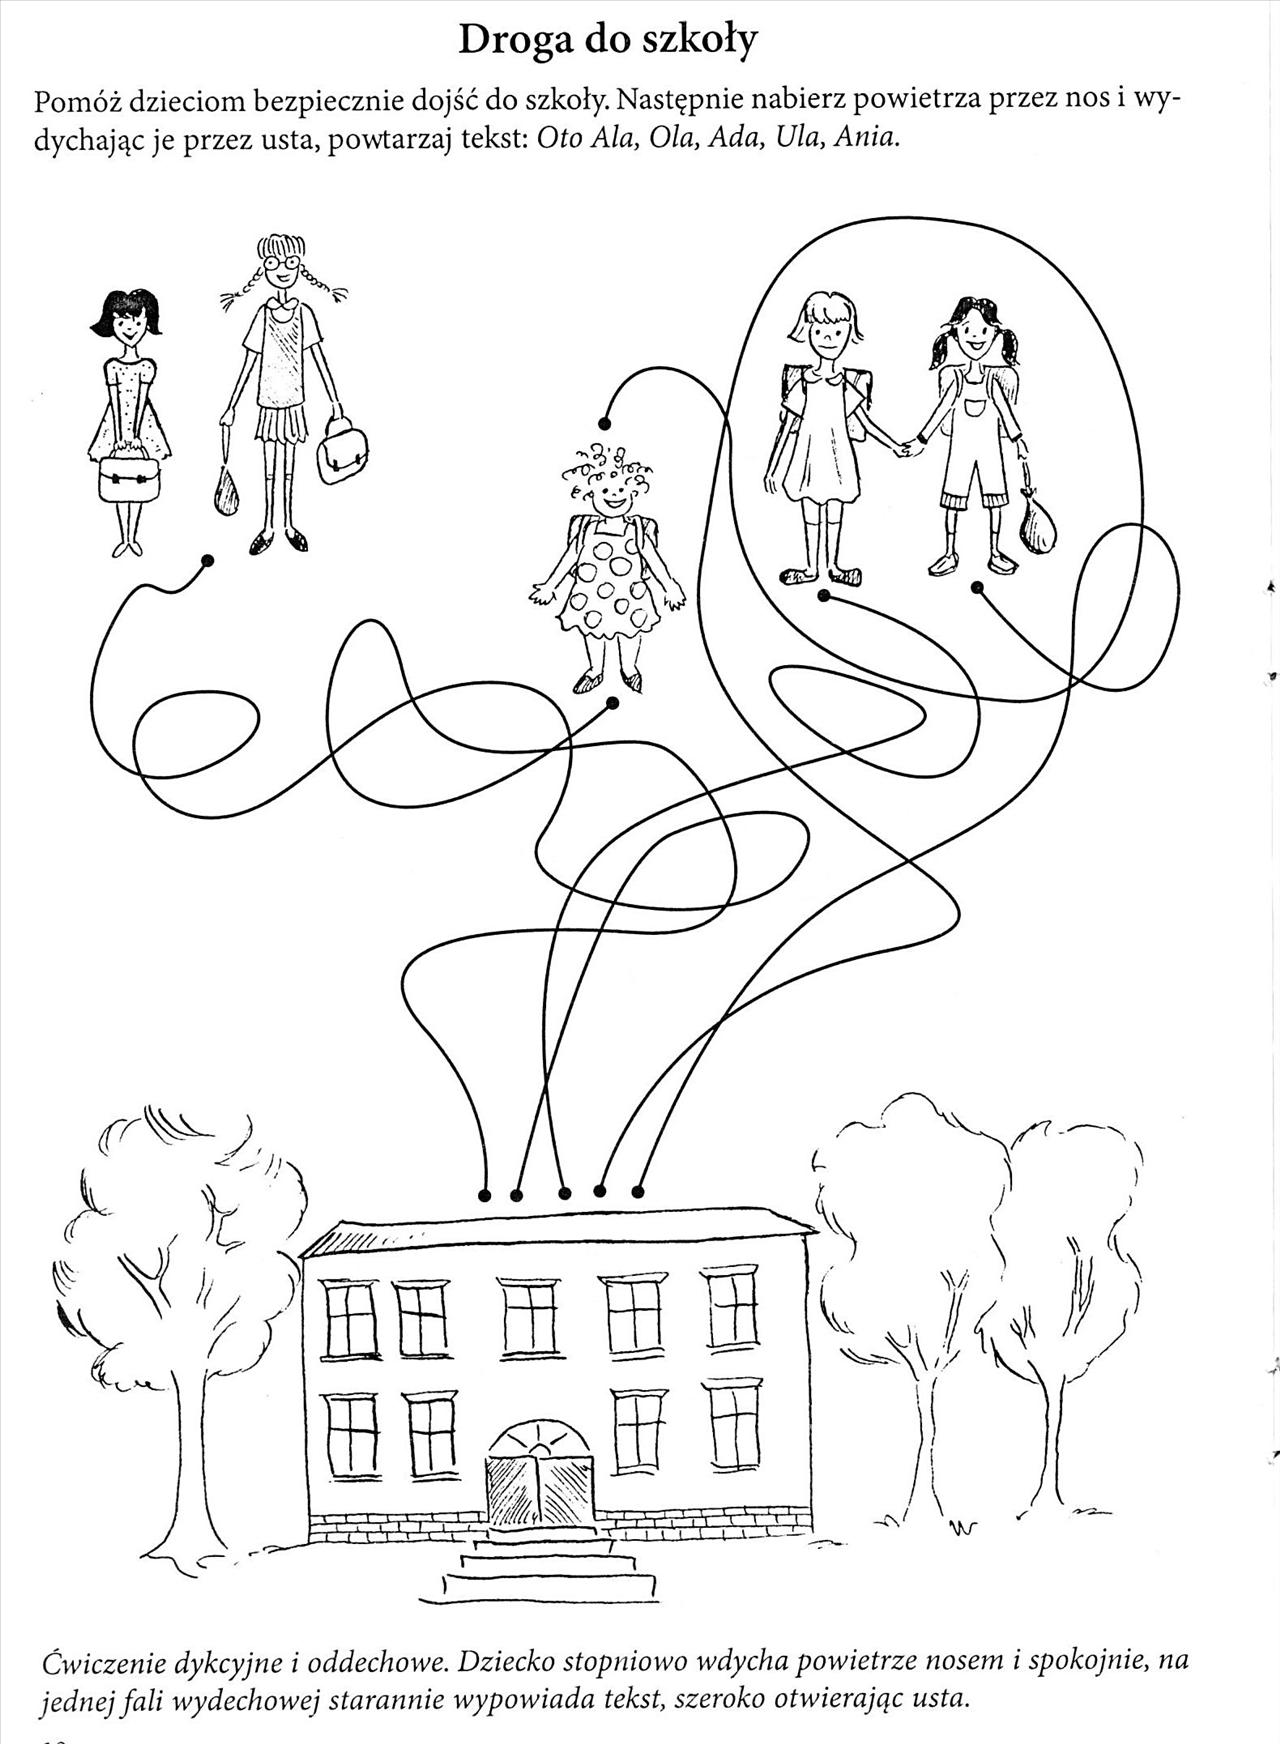 Droga do szkoły
Pomóż dzieciom bezpiecznie dojść do szkoły. Następnie nabierz powietrza przez nos i wy-
dychając je przez usta, powtarzaj tekst: Oto Ala, Ola, Ada, Ula, Ania.
Ćwiczenie dykcyjne i oddechowe. Dziecko stopniowo wdycha powietrze nosem i spokojnie, na
jednej fali wydechowej starannie wypowiada tekst, szeroko otwierając usta.